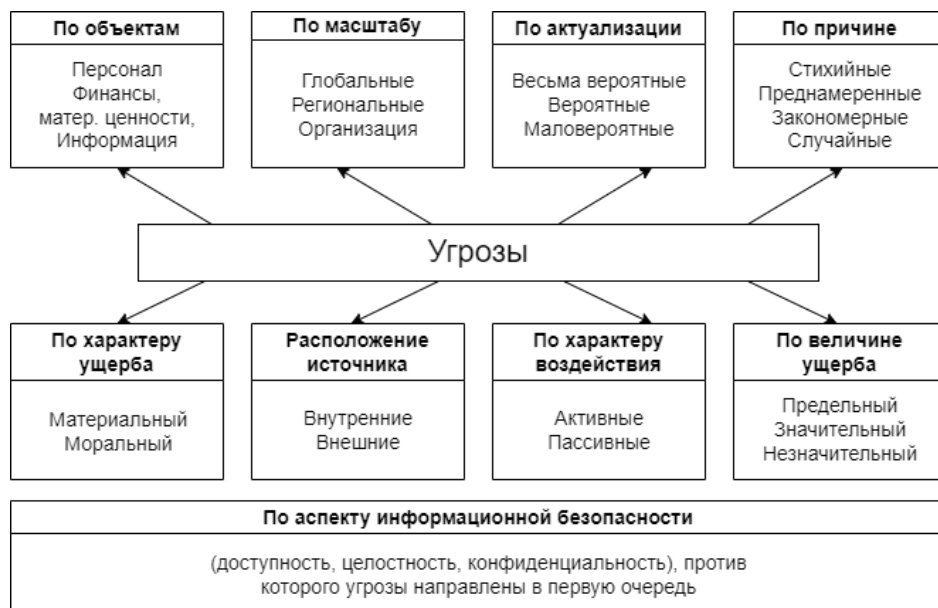 По объектам
Персонал
Финансы,
матер. ценности,
Информация
По масштабу
Глобальные
Региональные
Организация
По актуализации
Весьма вероятные
Вероятные
Маловероятные
По причине
Стихийные
Преднамеренные
Закономерные
Случайные
Угрозы
По характеру
ущерба
Материальный
Моральный
Расположение
источника
Внутренние
Внешние
По характеру
воздействия
Активные
Пассивные
По величине
ущерба
Предельный
Значительный
Незначительный
По аспекту информационной безопасности
(доступность, целостность, конфиденциальность), против
которого угрозы направлены в первую очередь